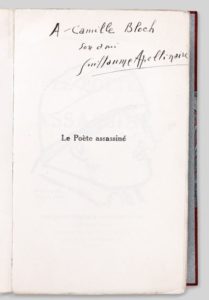 A Camille Bloch
son ami
Guillaume Apollinaire
Le Poète assassiné